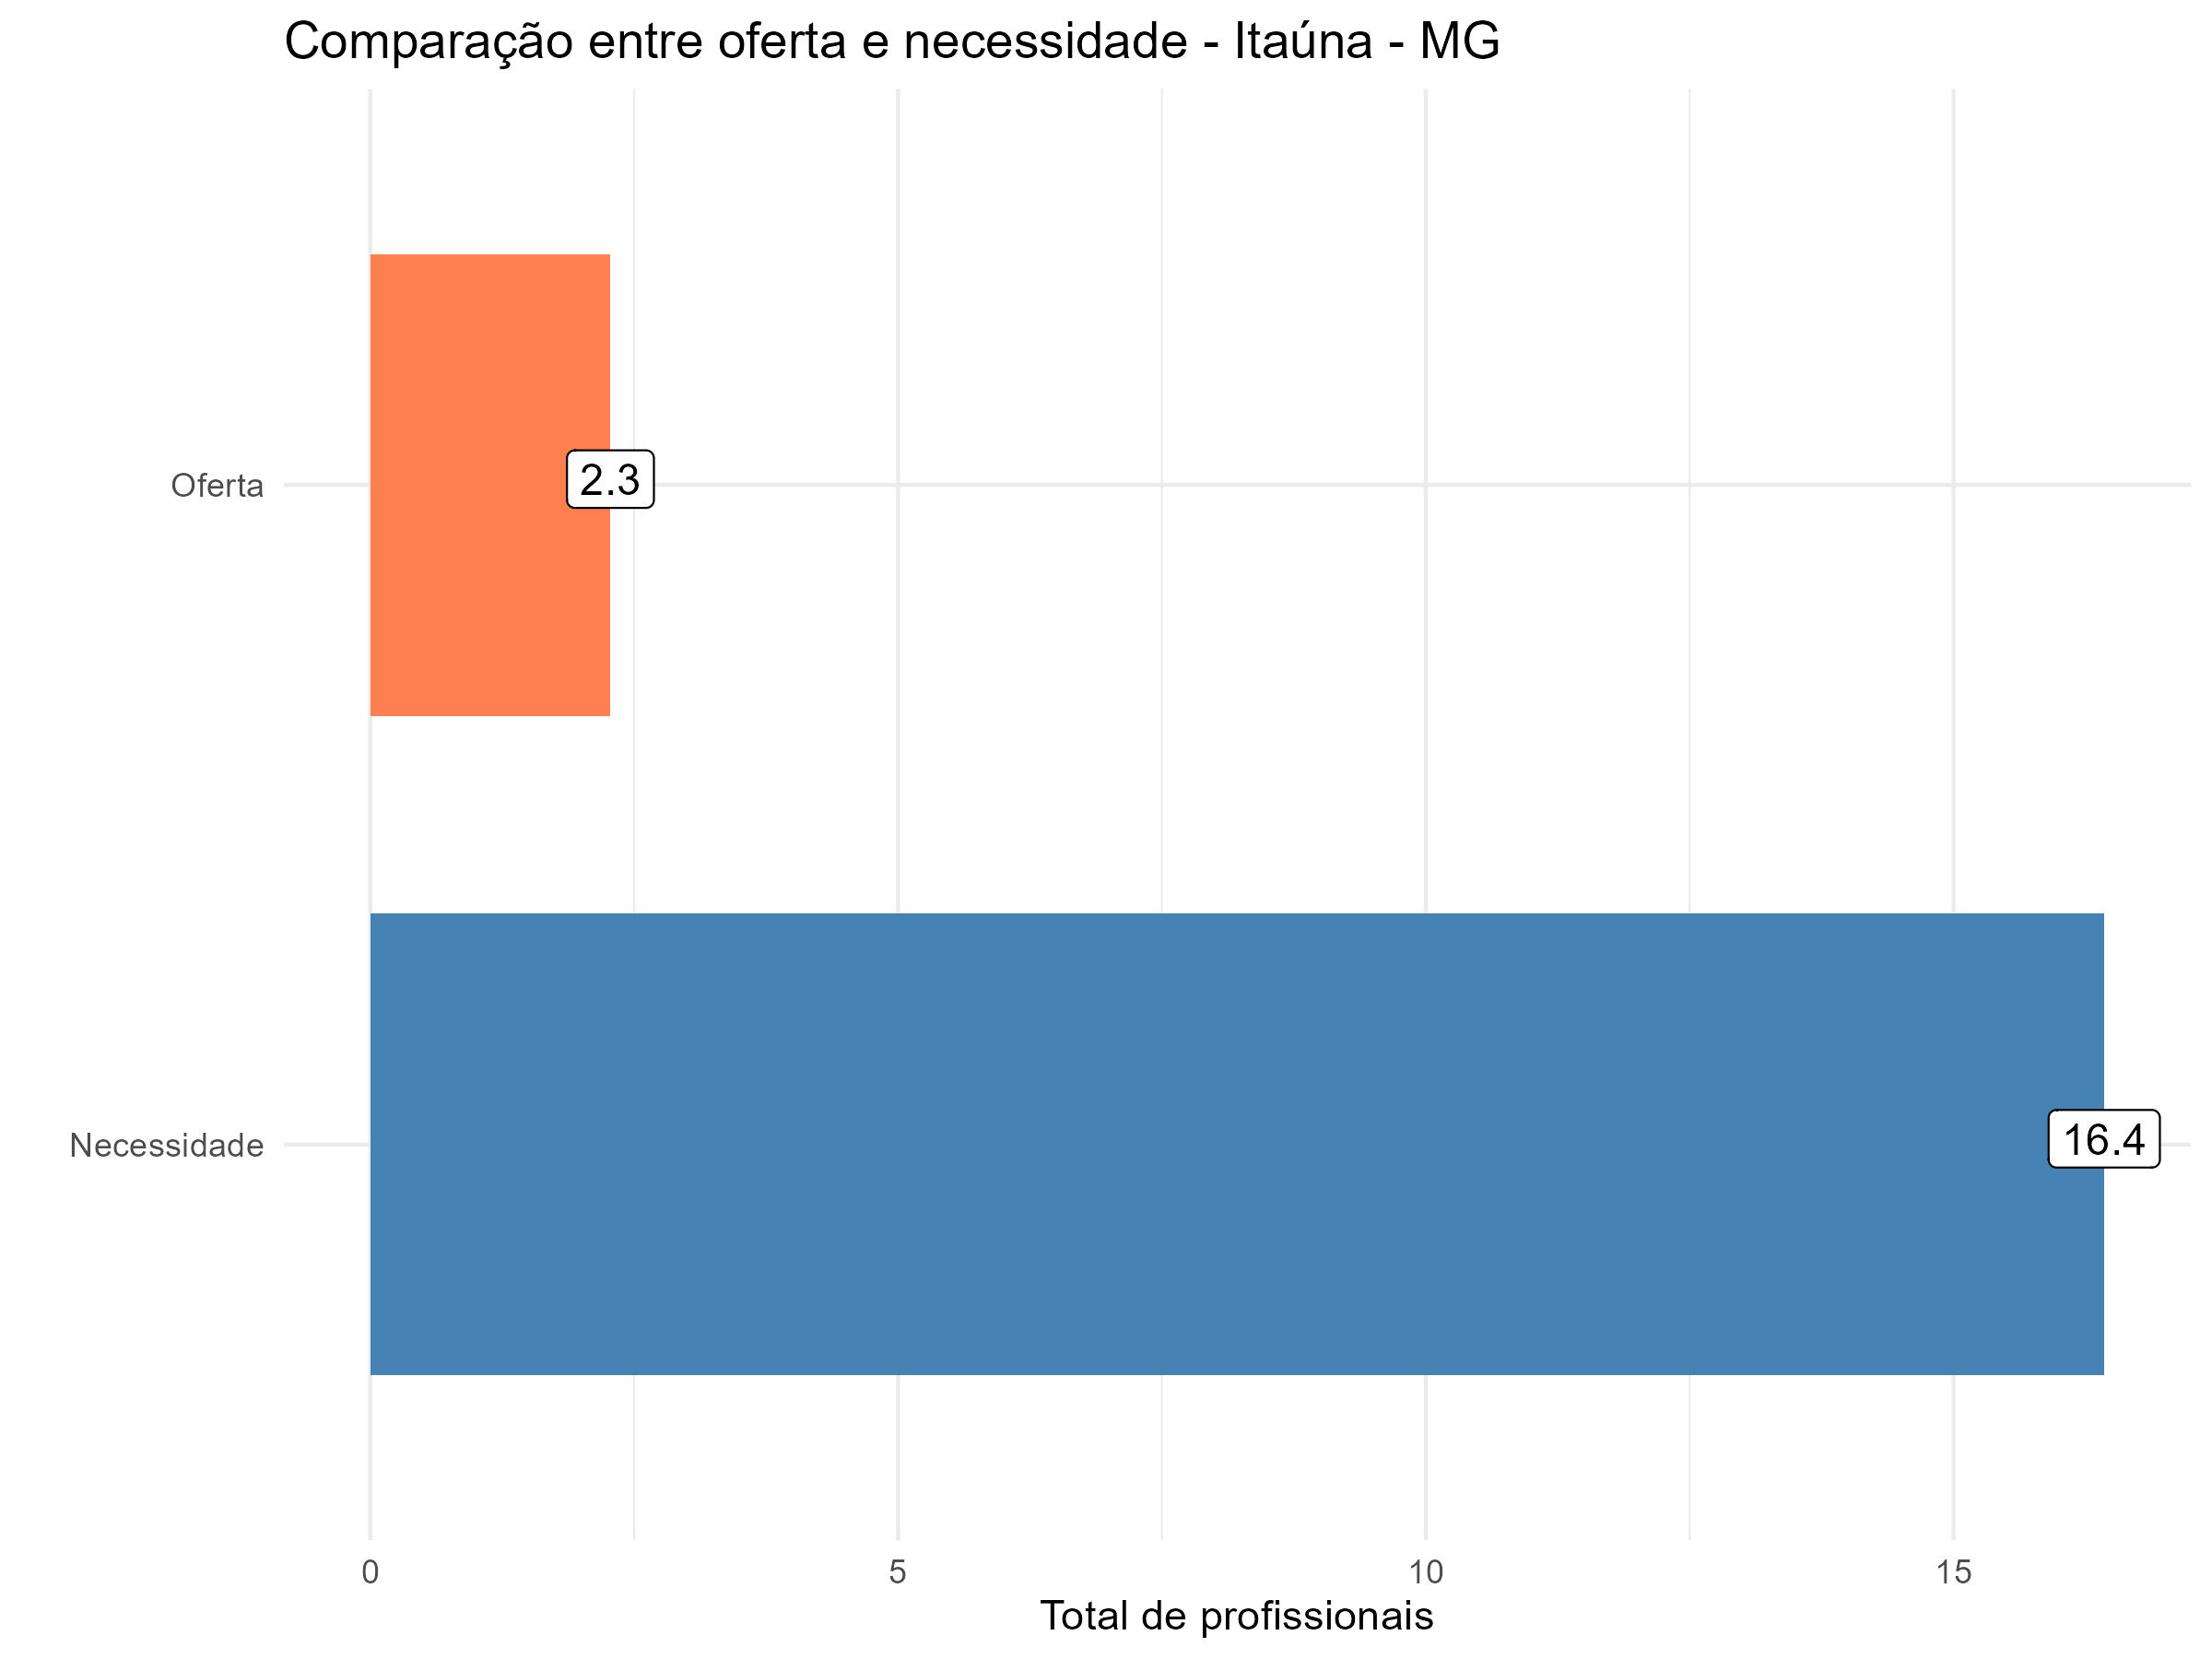 Comparação entre oferta e necessidade - Itaúna - MG
Oferta
2.3
Necessidade
16.4
0 5 10 15
Total de profissionais